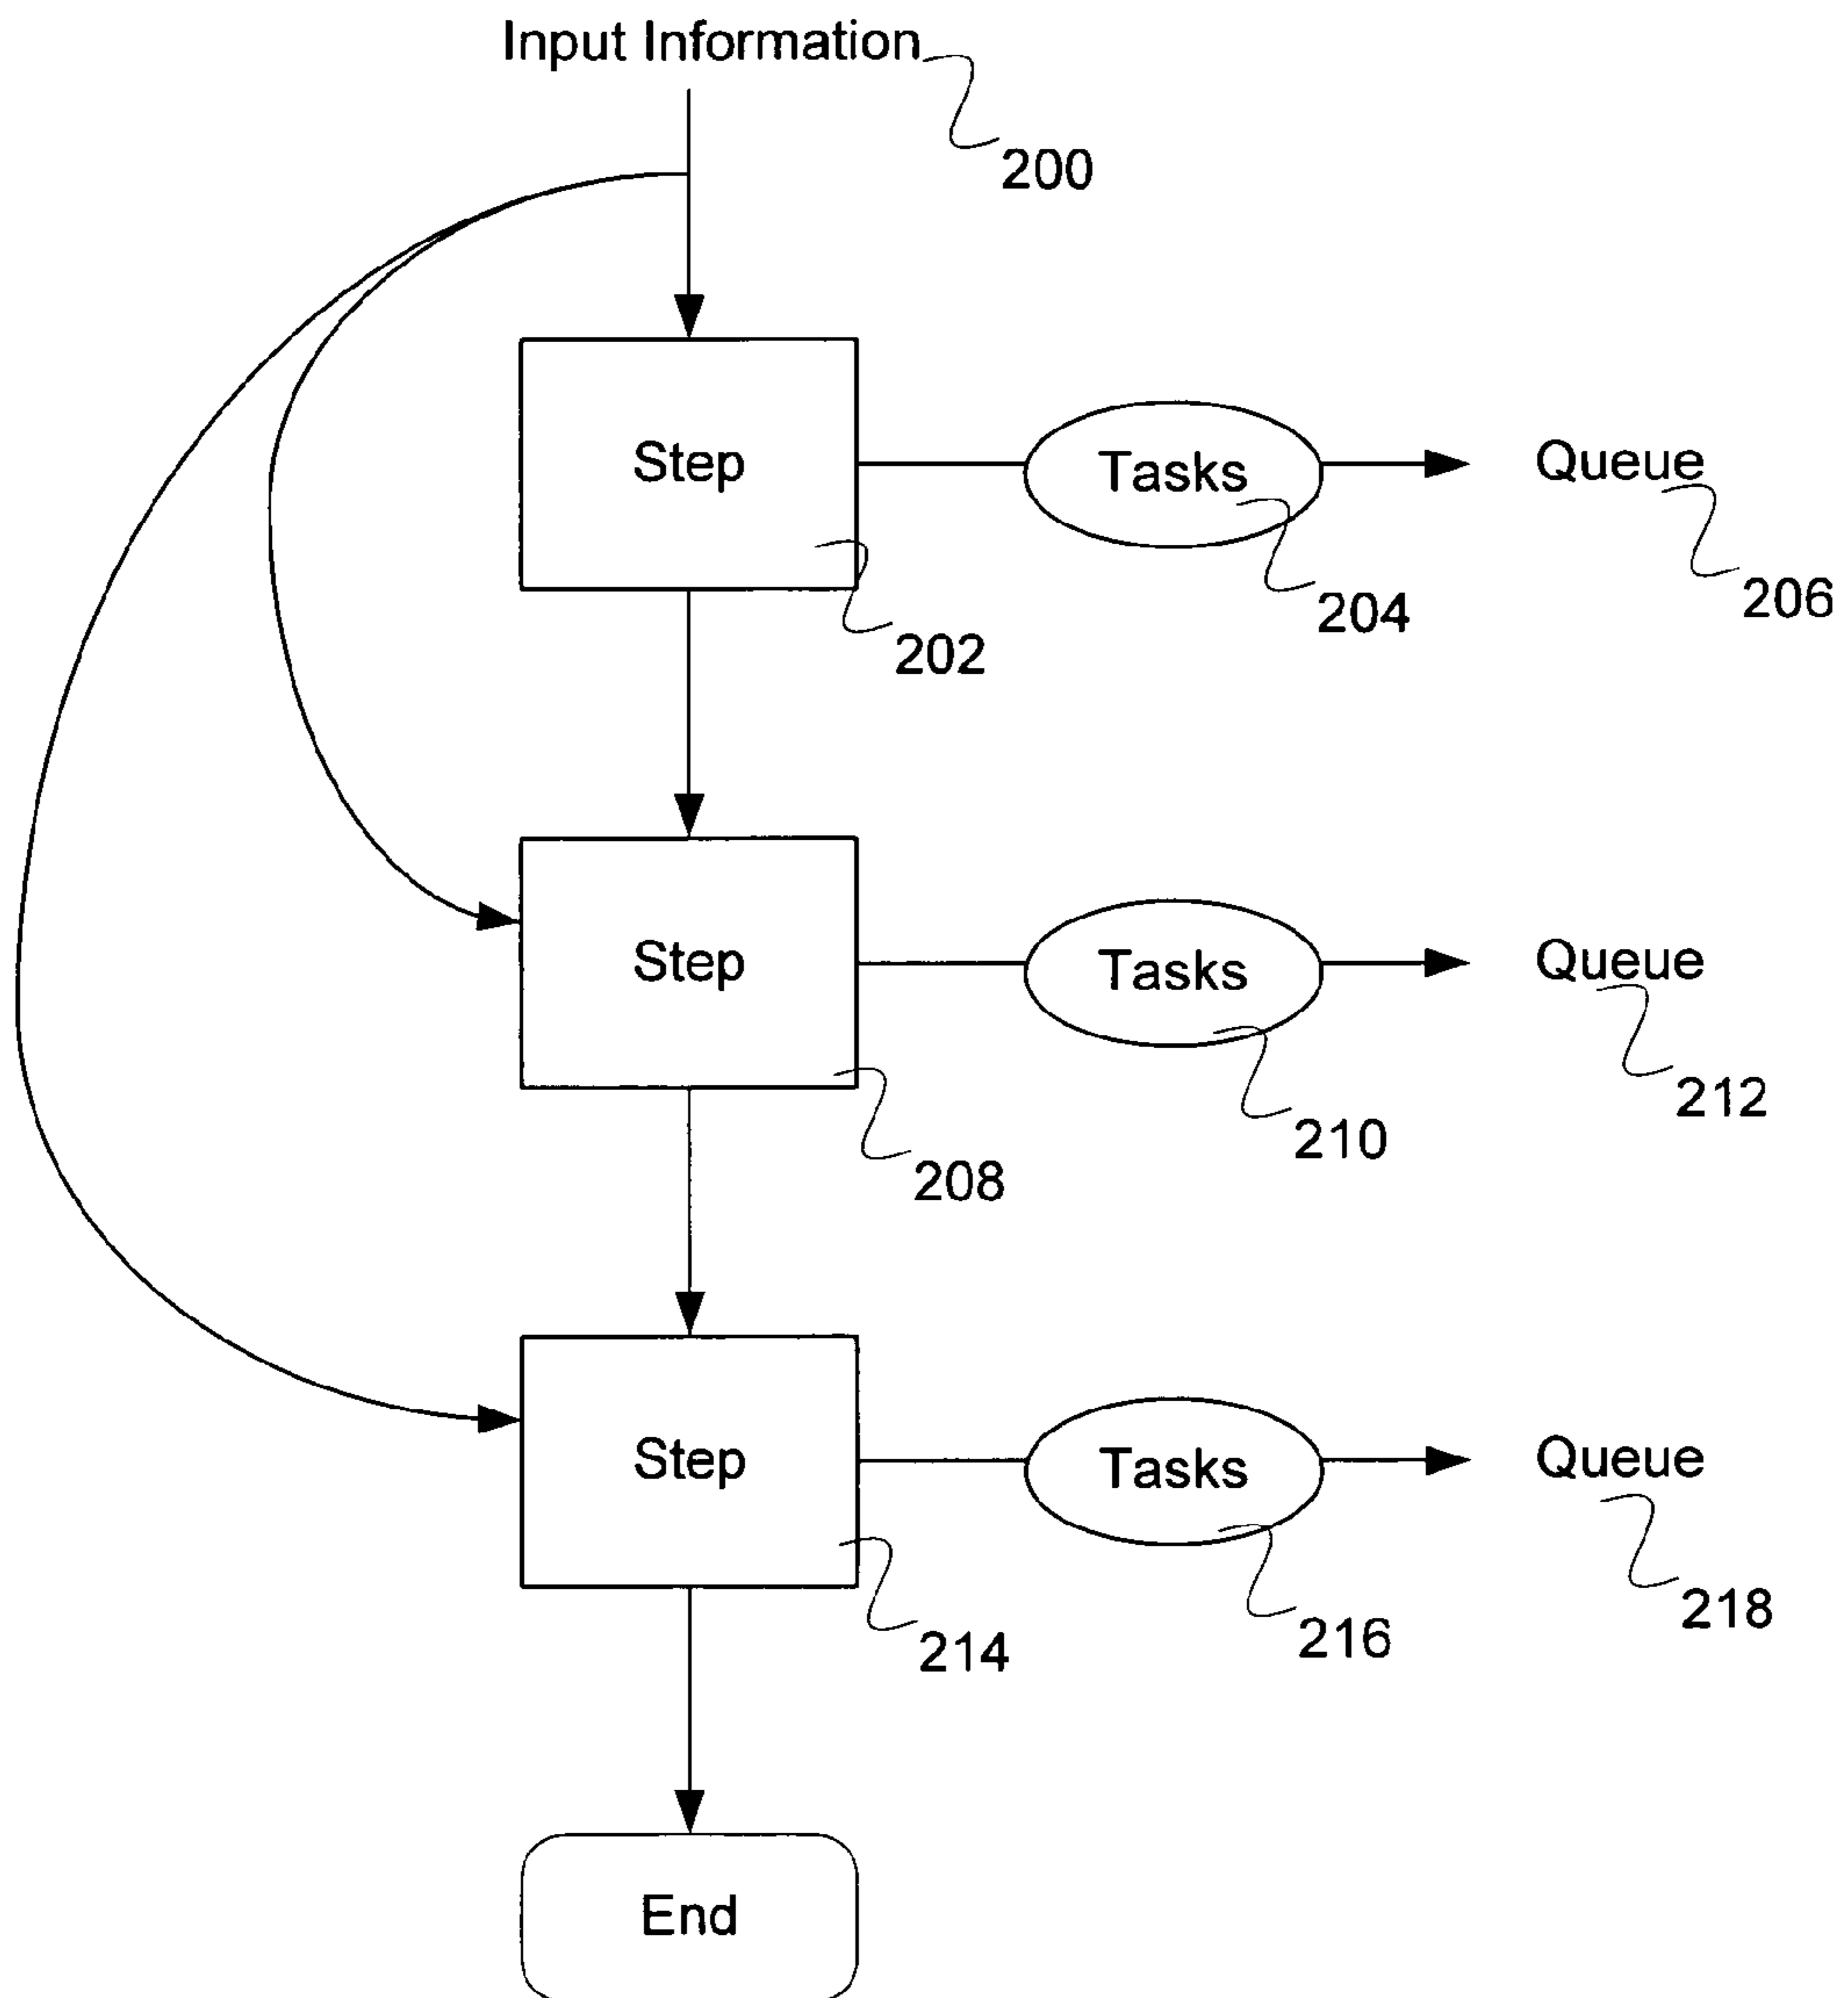 Input Information
200
Step
Tasks
Queue
202
204
206
Step
Tasks
Queue
208
210
212
Step
Tasks
Queue
214
216
218
End